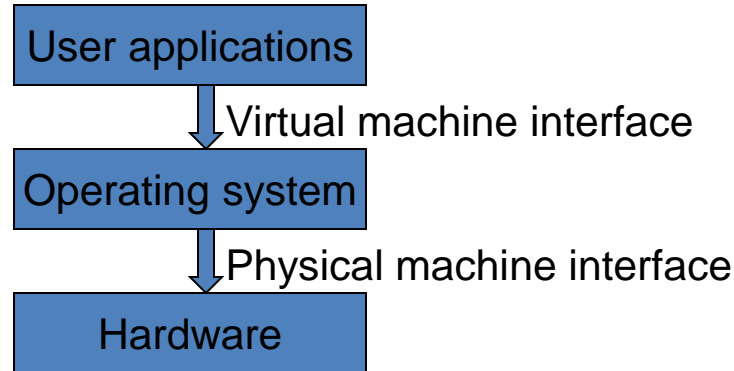 User applications
Virtual machine interface
Operating system
Physical machine interface
Hardware